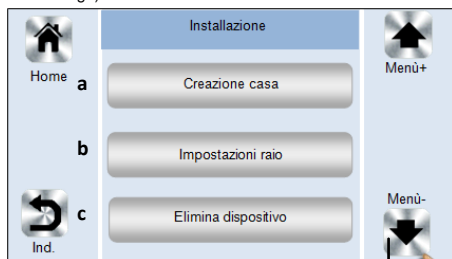 Installazione
Home
Menù+
a
Creazione casa
b
Impostazioni raio
Menù-
c
Elimina dispositivo
Ind.